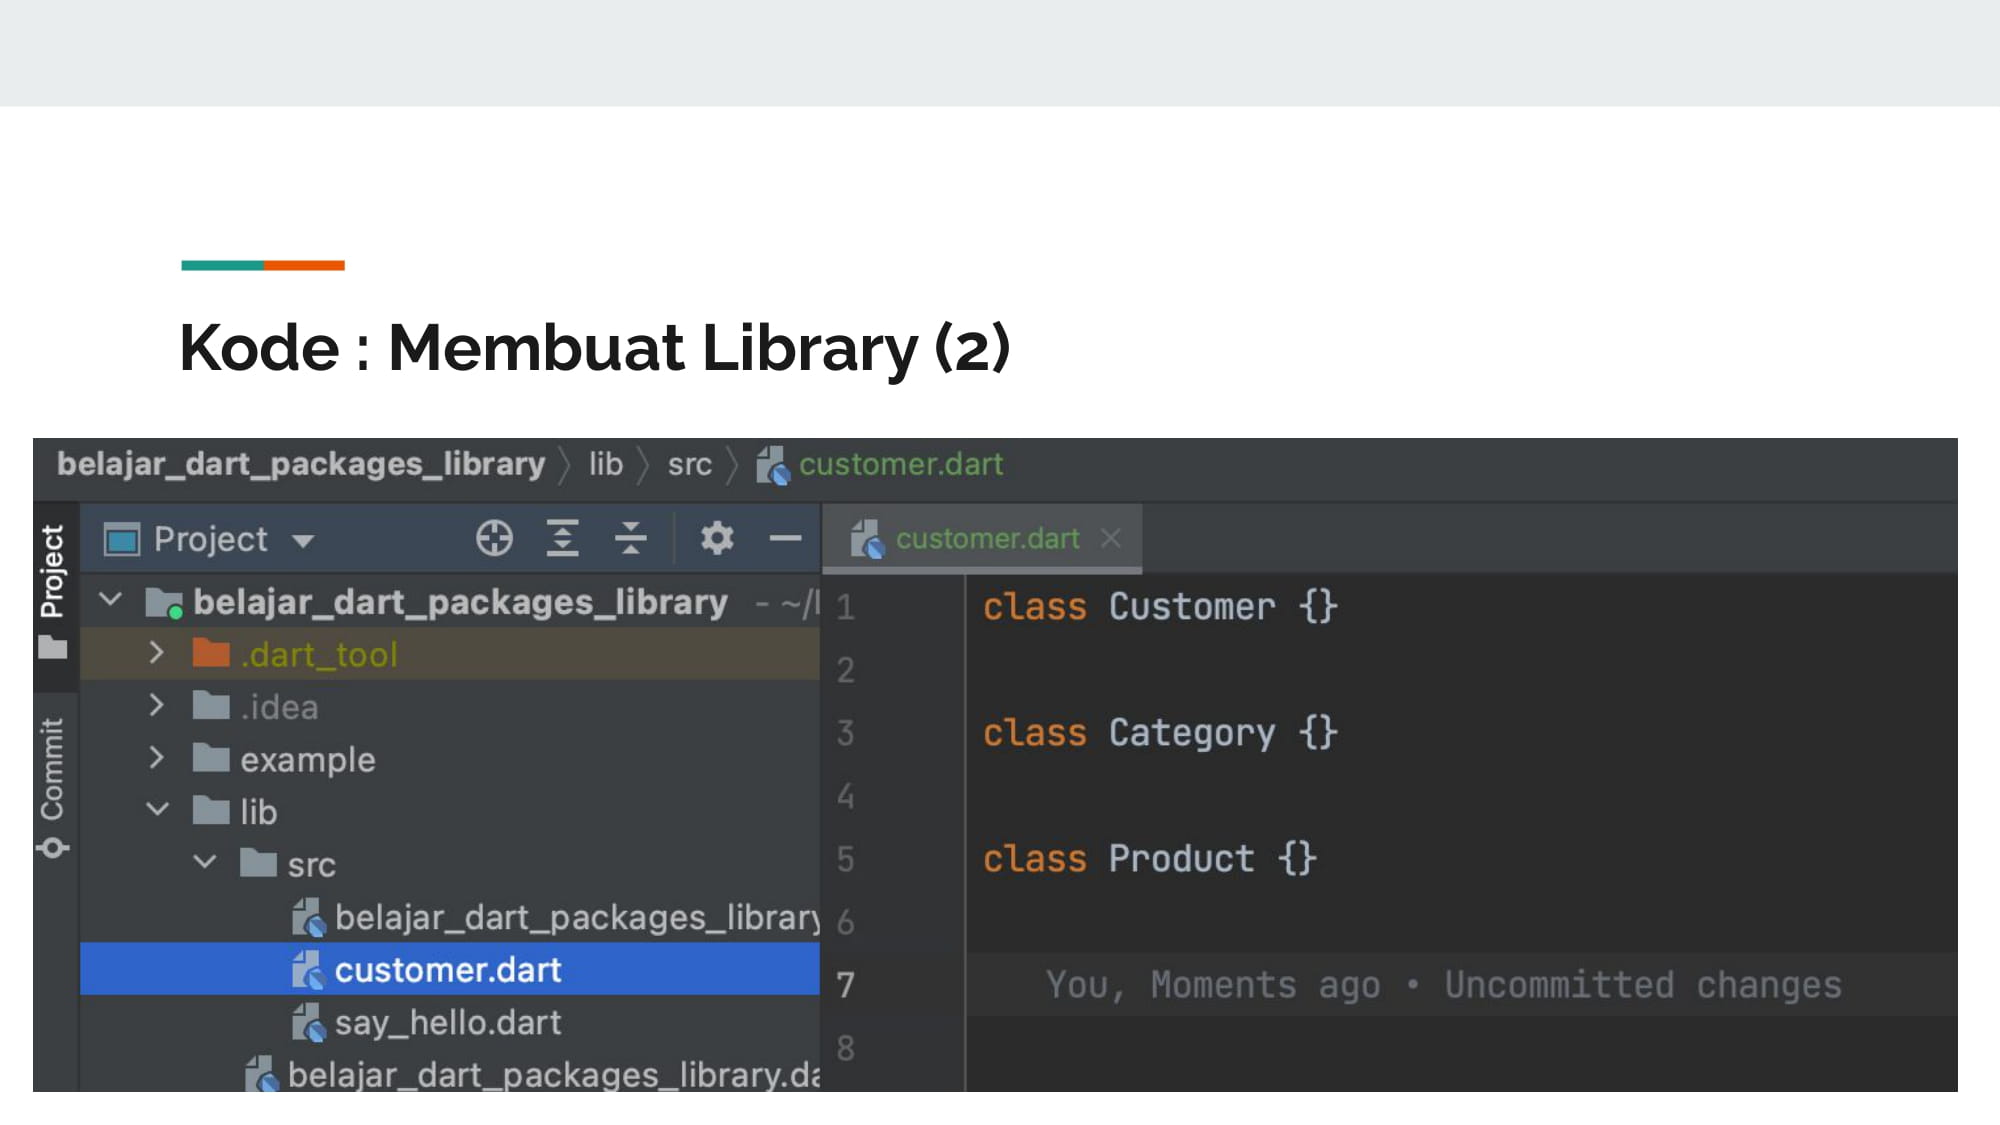 Kode : Membuat Library (2)
belajar_dart_packages_library lib src customer.dart
Project
Commit
Project
belajar_dart_packages_library - ~/
.dart_tool
.idea
example
lib
src
belajar_dart_packages_library
customer.dart
say_hello.dart
belajar_dart_packages_library.da
customer.dart
1 class Customer {}
2
3 class Category {}
4
5 class Product {}
6
7 You, Moments ago • Uncommitted changes
8